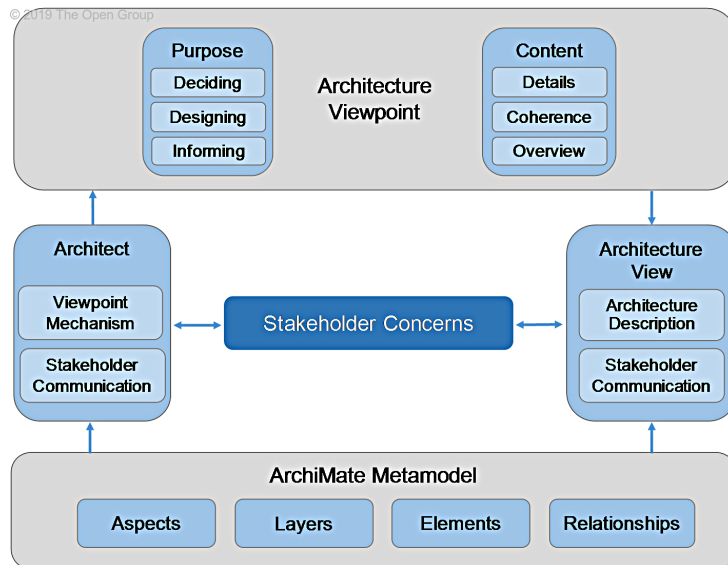 © 2019 The Open Group
Purpose
Deciding
Designing
Informing
Architecture
Viewpoint
Content
Details
Coherence
Overview
Architect
Viewpoint
Mechanism
Stakeholder
Communication
Stakeholder Concerns
Architecture
View
Architecture
Description
Stakeholder
Communication
ArchiMate Metamodel
Aspects
Layers
Elements
Relationships